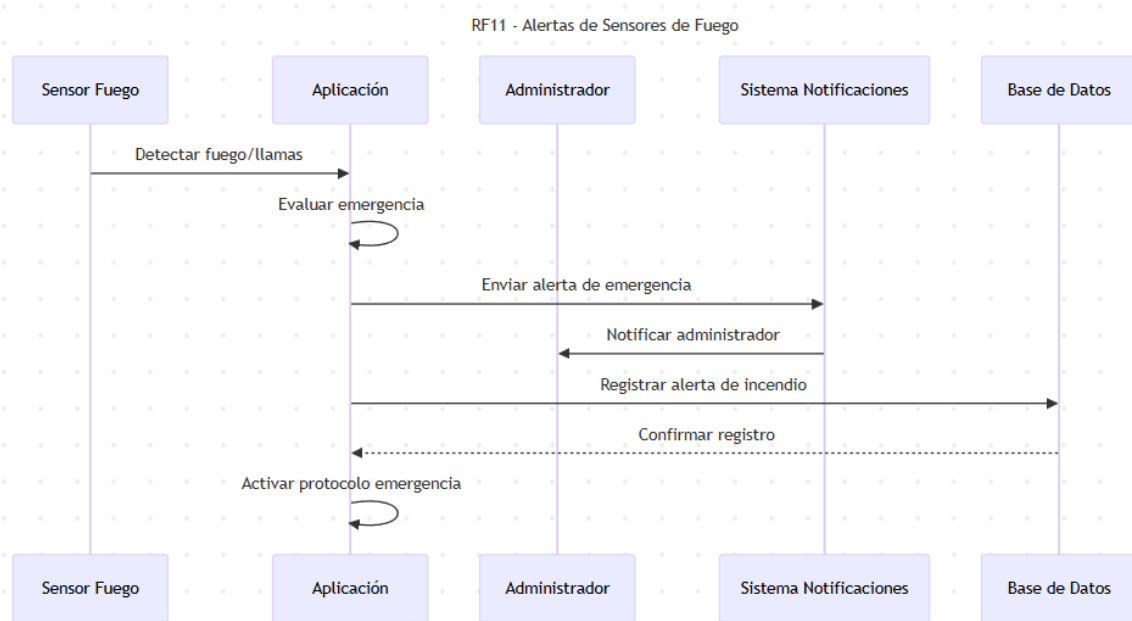 RF11 - Alertas de Sensores de Fuego
Sensor Fuego
Aplicación
Administrador
Sistema Notificaciones
Base de Datos
Detectar fuego/llamas
Evaluar emergencia
Enviar alerta de emergencia
Notificar administrador
Registrar alerta de incendio
Confirmar registro
Activar protocolo emergencia
Sensor Fuego
Aplicación
Administrador
Sistema Notificaciones
Base de Datos